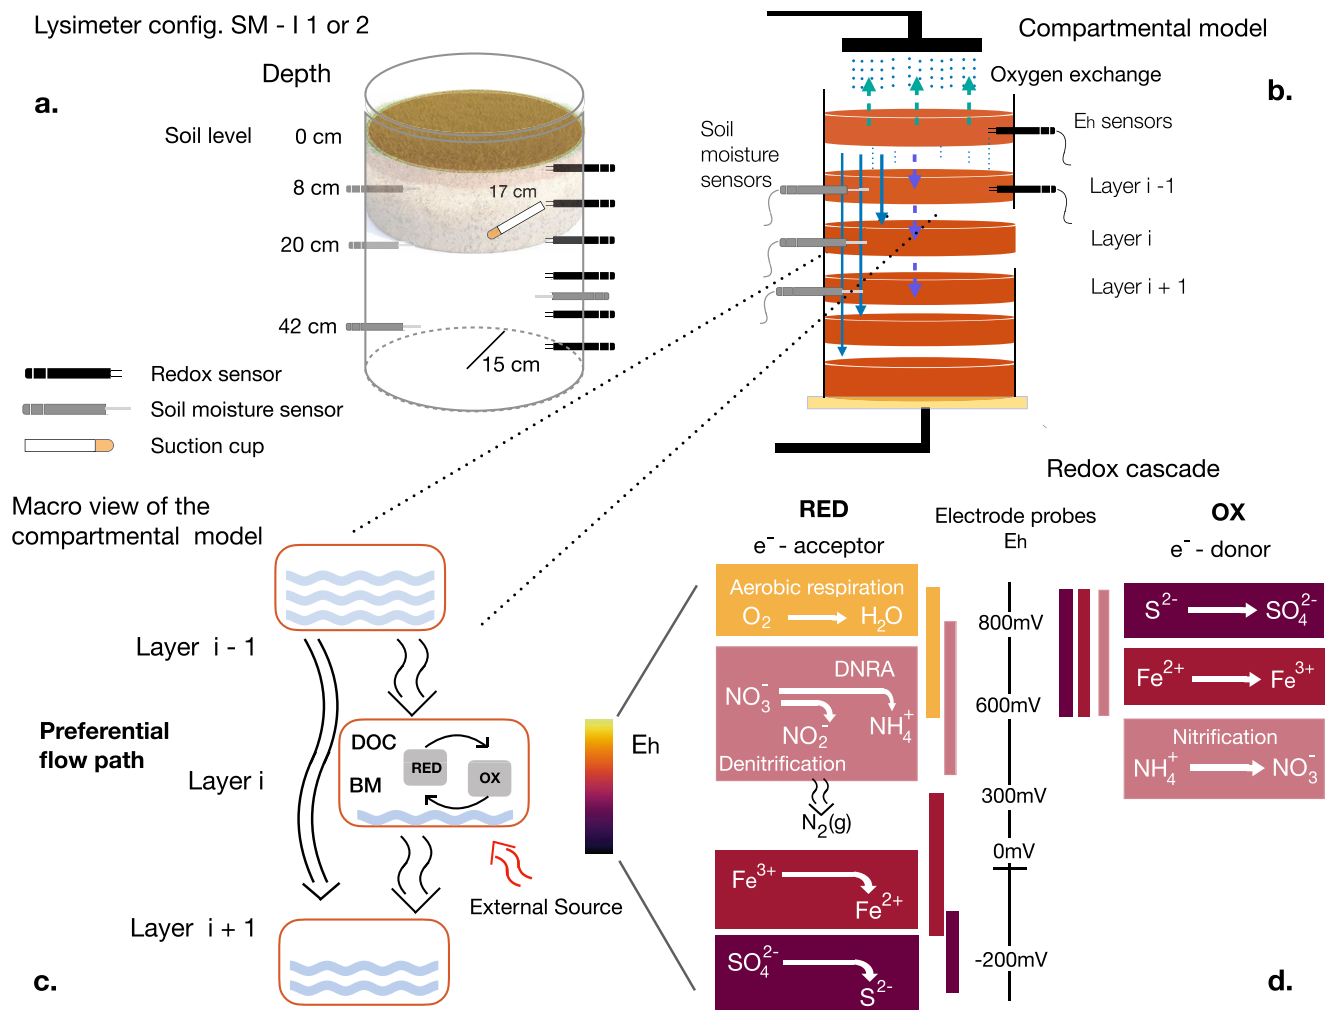 Lysimeter config. SM - I 1 or 2
a.
Depth
Soil level
0 cm
8 cm
17 cm
20 cm
42 cm
15 cm
Redox sensor
Soil moisture sensor
Suction cup
Compartmental model
b.
Oxygen exchange
Eh sensors
Soil
moisture
sensors
Layer i -1
Layer i
Layer i + 1
Macro view of the
compartmental model
Layer i - 1
Preferential
flow path
Layer i
DOC
BM
RED
OX
Eh
External Source
Layer i + 1
c.
Redox cascade
RED
e⁻ - acceptor
Electrode probes
Eh
OX
e⁻ - donor
Aerobic respiration
O₂ H₂O
DNRA
NO₃⁻
NO₂⁻
NH₄⁺
Denitrification
N₂(g)
Fe³⁺
Fe²⁺
SO₄²⁻
S²⁻
800mV
600mV
300mV
0mV
-200mV
S²⁻ SO₄²⁻
Fe²⁺ Fe³⁺
Nitrification
NH₄⁺ NO₃⁻
d.